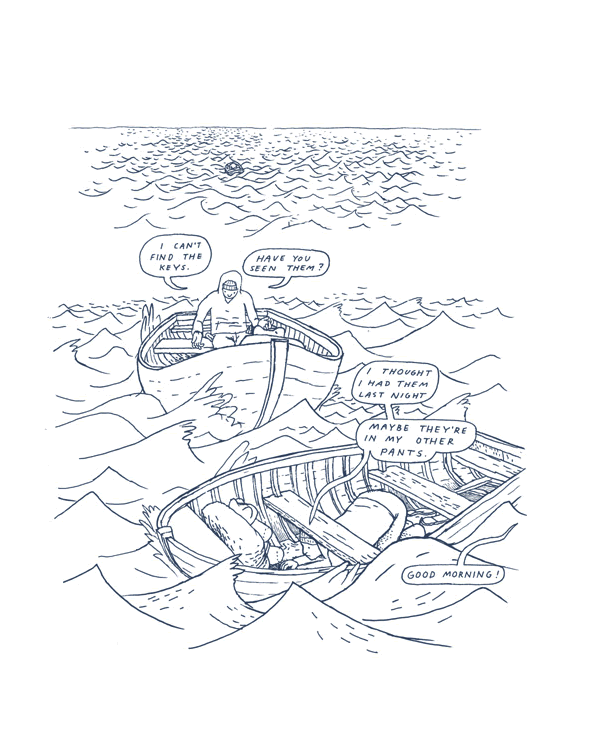 I CAN'T
FIND THE
KEYS.
HAVE YOU
SEEN THEM?
I THOUGHT
I HAD THEM
LAST NIGHT
MAYBE THEY'RE
IN MY OTHER
PANTS.
GOOD MORNING!